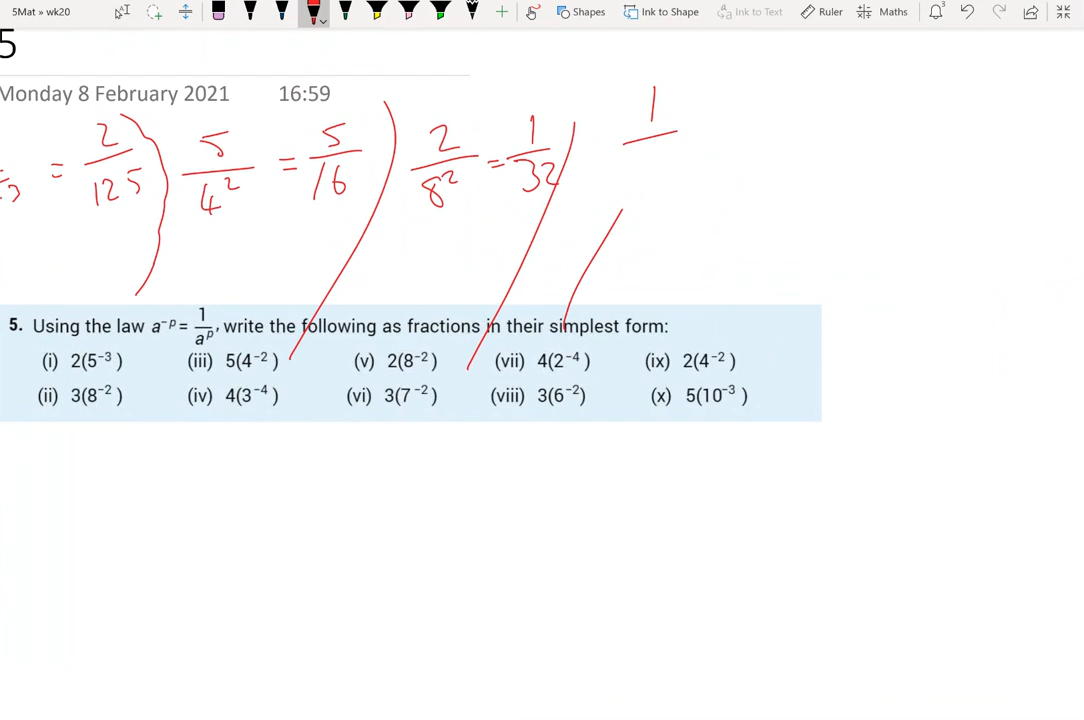 5Mat » wk20 Shapes Ink to Shape Ink to Text Ruler Maths 3
5
Monday 8 February 2021 16:59
-3 = 2/125 5/4² = 5/16 2/8² = 1/32 1
5. Using the law a⁻ᵖ = 1/aᵖ, write the following as fractions in their simplest form:
(i) 2(5⁻³) (iii) 5(4⁻²) (v) 2(8⁻²) (vii) 4(2⁻⁴) (ix) 2(4⁻²)
(ii) 3(8⁻²) (iv) 4(3⁻⁴) (vi) 3(7⁻²) (viii) 3(6⁻²) (x) 5(10⁻³)